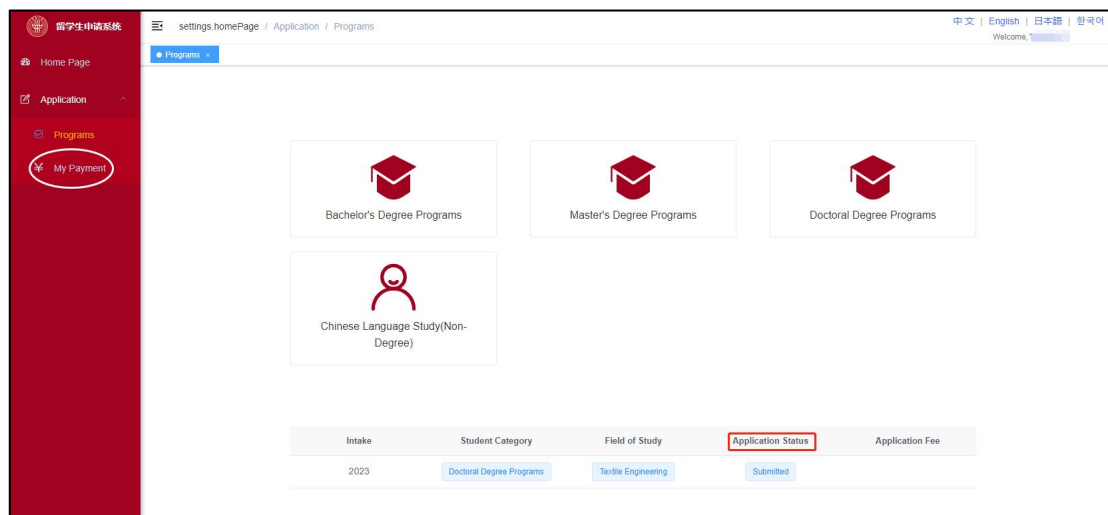 留学生申请系统
settings.homePage / Application / Programs
中 文 | English | 日本語 | 한국어
Welcome,
Home Page
Programs ×
Application
Programs
¥ My Payment
Bachelor's Degree Programs
Master's Degree Programs
Doctoral Degree Programs
Chinese Language Study(Non-
Degree)
Intake Student Category Field of Study Application Status Application Fee
2023 Doctoral Degree Programs Textile Engineering Submitted